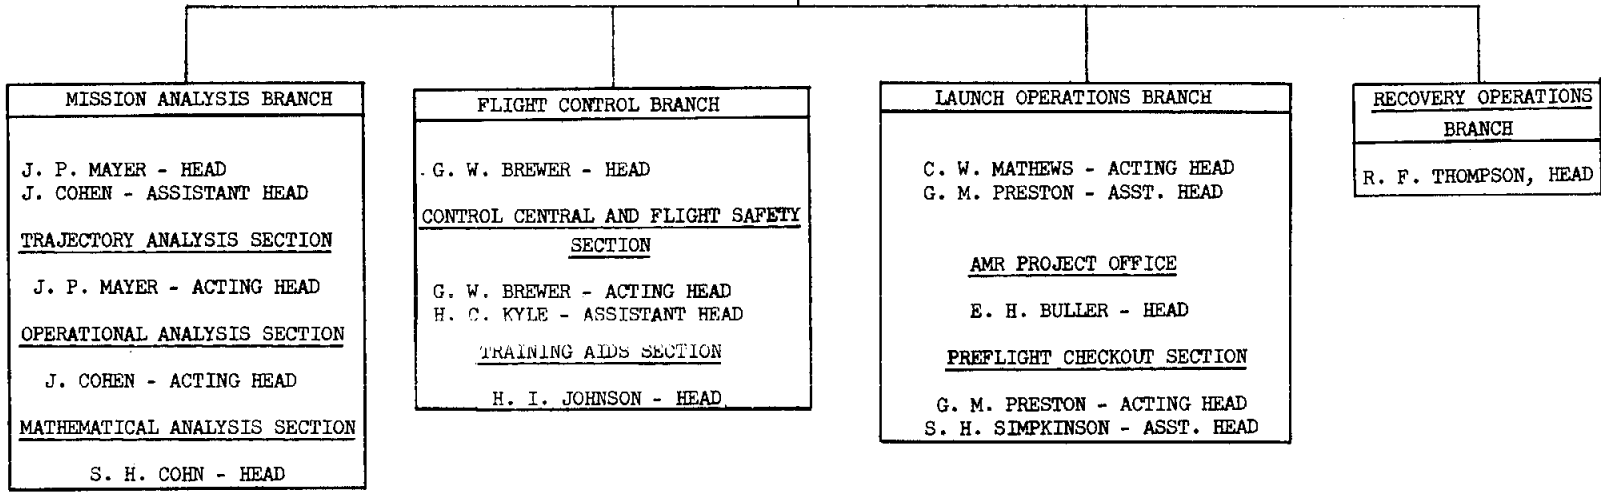 MISSION ANALYSIS BRANCH
J. P. MAYER - HEAD
J. COHEN - ASSISTANT HEAD
TRAJECTORY ANALYSIS SECTION
J. P. MAYER - ACTING HEAD
OPERATIONAL ANALYSIS SECTION
J. COHEN - ACTING HEAD
MATHEMATICAL ANALYSIS SECTION
S. H. COHN - HEAD
FLIGHT CONTROL BRANCH
G. W. BREWER - HEAD
CONTROL CENTRAL AND FLIGHT SAFETY
SECTION
G. W. BREWER - ACTING HEAD
H. C. KYLE - ASSISTANT HEAD
TRAINING AIDS SECTION
H. I. JOHNSON - HEAD
LAUNCH OPERATIONS BRANCH
C. W. MATHEWS - ACTING HEAD
G. M. PRESTON - ASST. HEAD
AMR PROJECT OFFICE
E. H. BULLER - HEAD
PREFLIGHT CHECKOUT SECTION
G. M. PRESTON - ACTING HEAD
S. H. SIMPKINSON - ASST. HEAD
RECOVERY OPERATIONS
BRANCH
R. F. THOMPSON, HEAD